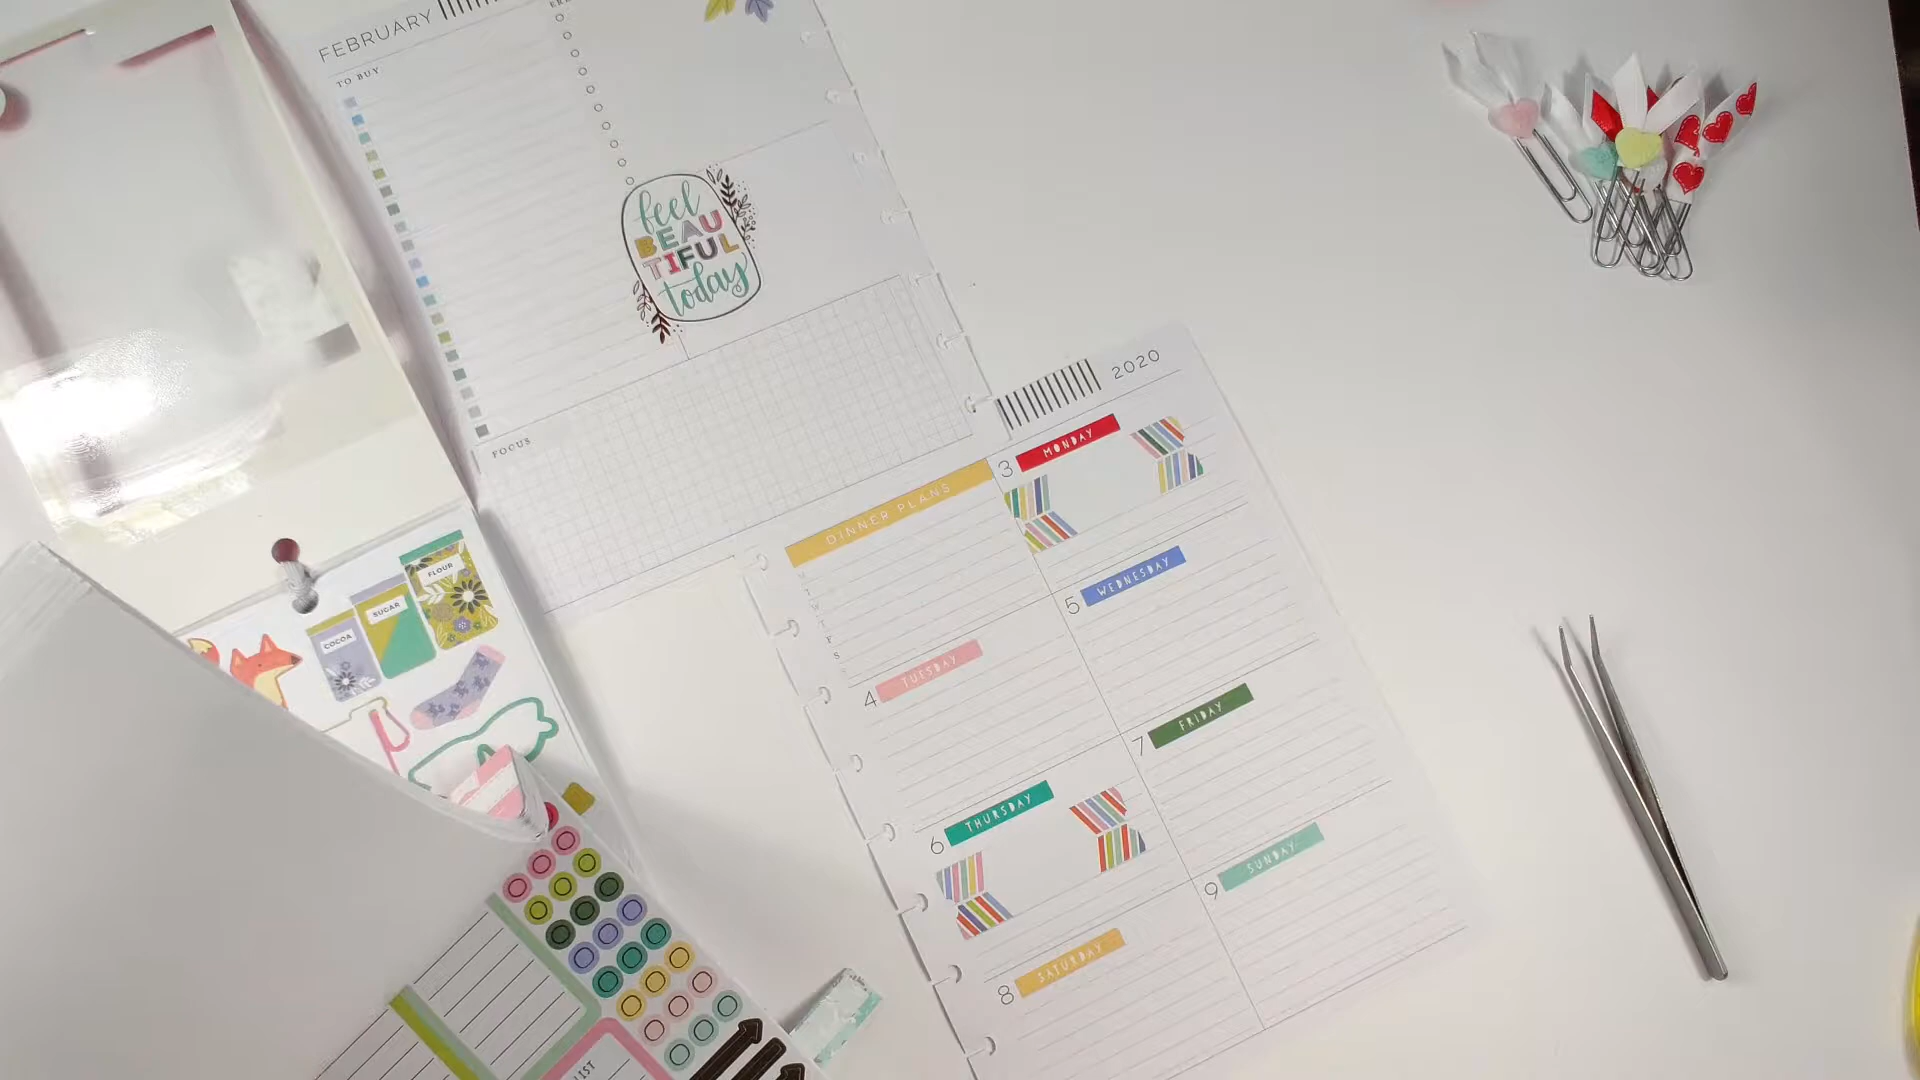 FEBRUARY
TO BUY
feel
BEAU
TIFUL
today
FOCUS
2020
DINNER PLANS
T
W
T
F
S
S
3 MONDAY
5 WEDNESDAY
4 TUESDAY
7 FRIDAY
6 THURSDAY
9 SUNDAY
8 SATURDAY
COCOA
SUGAR
FLOUR